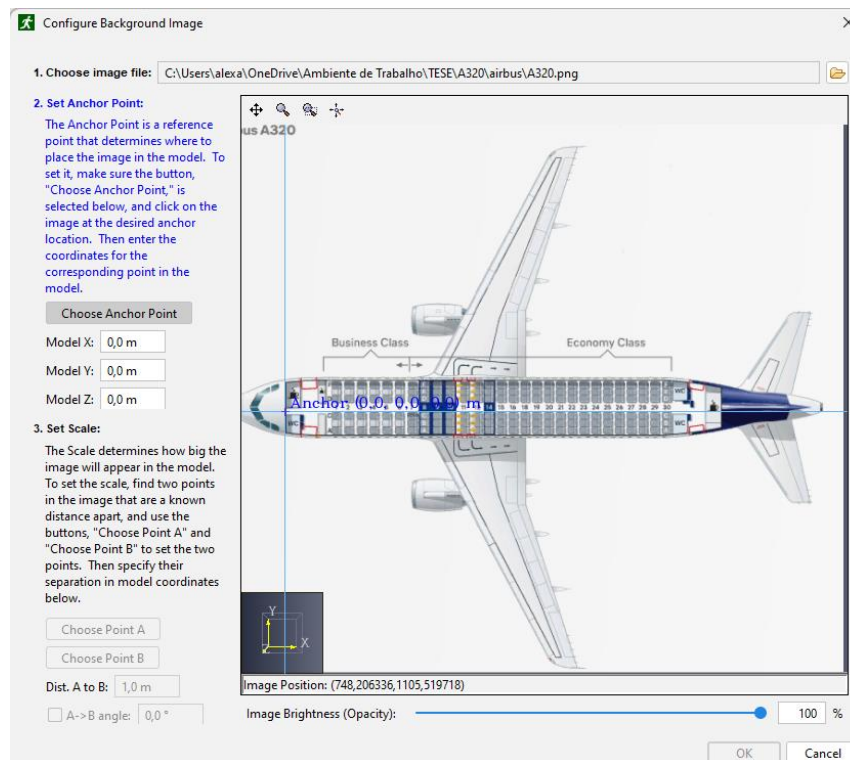 Configure Background Image
1. Choose image file: C:\Users\alexa\OneDrive\Ambiente de Trabalho\TESE\A320\airbus\A320.png
2. Set Anchor Point:
The Anchor Point is a reference
point that determines where to
place the image in the model. To
set it, make sure the button,
"Choose Anchor Point," is
selected below, and click on the
image at the desired anchor
location. Then enter the
coordinates for the
corresponding point in the
model.
Choose Anchor Point
Model X: 0,0 m
Model Y: 0,0 m
Model Z: 0,0 m
3. Set Scale:
The Scale determines how big the
image will appear in the model.
To set the scale, find two points
in the image that are a known
distance apart, and use the
buttons, "Choose Point A" and
"Choose Point B" to set the two
points. Then specify their
separation in model coordinates
below.
Choose Point A
Choose Point B
Dist. A to B: 1,0 m
A->B angle: 0,0 °
us A320
Business Class
Economy Class
WC
WC
Anchor (0.0, 0.0, 0.0) m
15 16 18 19 20 21 22 23 24 25 26 27 28 29 30
WC
WC
Y
X
Image Position: (748,206336,1105,519718)
Image Brightness (Opacity): 100 %
OK
Cancel